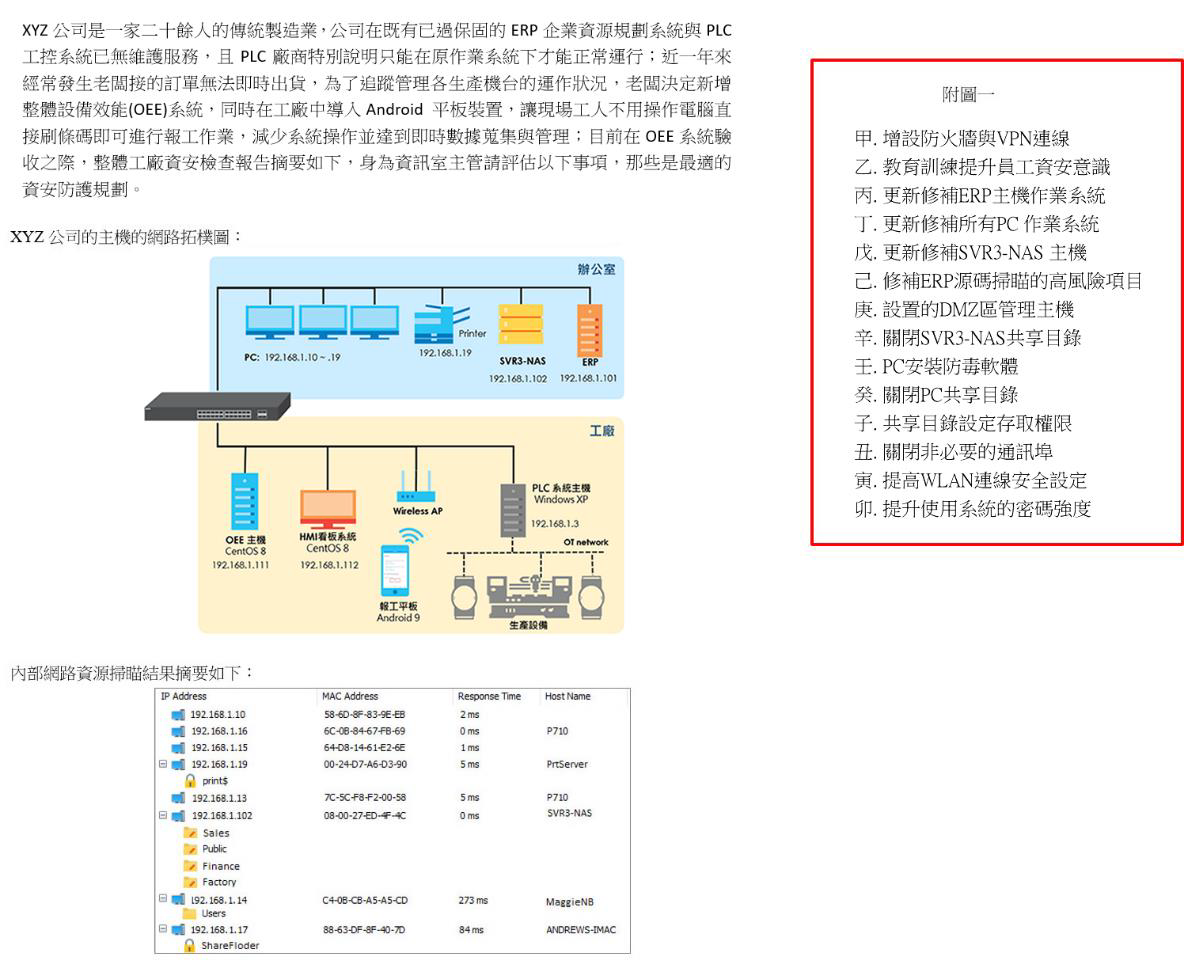 XYZ 公司是一家二十餘人的傳統製造業，公司在既有已過保固的 ERP 企業資源規劃系統與 PLC
工控系統已無維護服務，且 PLC 廠商特別說明只能在原作業系統下才能正常運行；近一年來
經常發生老闆接的訂單無法即時出貨，為了追蹤管理各生產機台的運作狀況，老闆決定新增
整體設備效能(OEE)系統，同時在工廠中導入 Android 平板裝置，讓現場工人不用操作電腦直
接刷條碼即可進行報工作業，減少系統操作並達到即時數據蒐集與管理；目前在 OEE 系統驗
收之際，整體工廠資安檢查報告摘要如下，身為資訊室主管請評估以下事項，那些是最適的
資安防護規劃。
XYZ 公司的主機的網路拓樸圖：
辦公室
Printer
PC: 192.168.1.10 ~ .19
192.168.1.19
SVR3-NAS
192.168.1.102
ERP
192.168.1.101
工廠
OEE 主機
CentOS 8
192.168.1.111
HMI看板系統
CentOS 8
192.168.1.112
Wireless AP
報工平板
Android 9
PLC 系統主機
Windows XP
192.168.1.3
OT network
生產設備
內部網路資源掃瞄結果摘要如下：
IP Address MAC Address Response Time Host Name
192.168.1.10 58-6D-8F-83-9E-EB 2 ms
192.168.1.16 6C-0B-84-67-FB-69 0 ms P710
192.168.1.15 64-D8-14-61-E2-6E 1 ms
192.168.1.19 00-24-D7-A6-D3-90 5 ms PrtServer
print$
192.168.1.13 7C-5C-F8-F2-00-58 5 ms P710
192.168.1.102 08-00-27-ED-4F-4C 0 ms SVR3-NAS
Sales
Public
Finance
Factory
192.168.1.14 C4-0B-CB-A5-A5-CD 273 ms MaggieNB
Users
192.168.1.17 88-63-DF-8F-40-7D 84 ms ANDREWS-IMAC
ShareFloder
附圖一
甲. 增設防火牆與VPN連線
乙. 教育訓練提升員工資安意識
丙. 更新修補ERP主機作業系統
丁. 更新修補所有PC 作業系統
戊. 更新修補SVR3-NAS 主機
己. 修補ERP源碼掃瞄的高風險項目
庚. 設置的DMZ區管理主機
辛. 關閉SVR3-NAS共享目錄
壬. PC安裝防毒軟體
癸. 關閉PC共享目錄
子. 共享目錄設定存取權限
丑. 關閉非必要的通訊埠
寅. 提高WLAN連線安全設定
卯. 提升使用系統的密碼強度